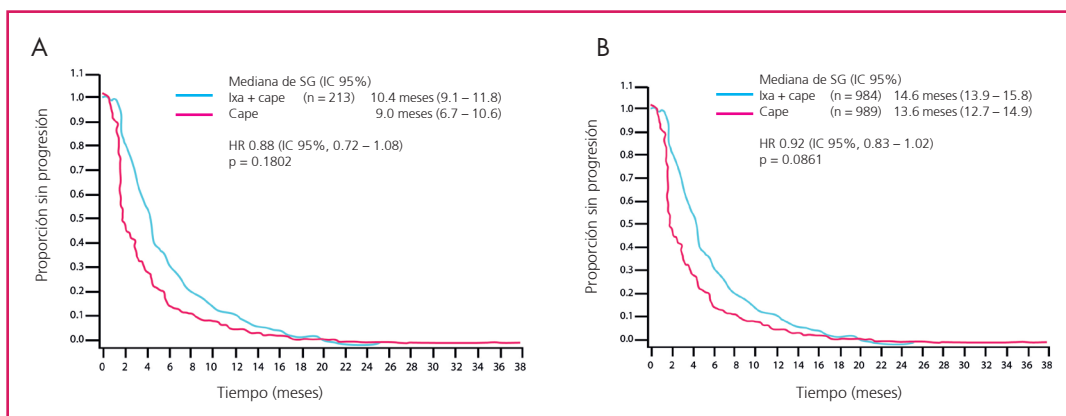 A
Mediana de SG (IC 95%)
Ixa + cape (n = 213) 10.4 meses (9.1 – 11.8)
Cape 9.0 meses (6.7 – 10.6)
HR 0.88 (IC 95%, 0.72 – 1.08)
p = 0.1802
Proporción sin progresión
1.1
1.0
0.9
0.8
0.7
0.6
0.5
0.4
0.3
0.2
0.1
0.0
0 2 4 6 8 10 12 14 16 18 20 22 24 26 28 30 32 34 36 38
Tiempo (meses)
B
Mediana de SG (IC 95%)
Ixa + cape (n = 984) 14.6 meses (13.9 – 15.8)
Cape (n = 989) 13.6 meses (12.7 – 14.9)
HR 0.92 (IC 95%, 0.83 – 1.02)
p = 0.0861
Proporción sin progresión
1.1
1.0
0.9
0.8
0.7
0.6
0.5
0.4
0.3
0.2
0.1
0.0
0 2 4 6 8 10 12 14 16 18 20 22 24 26 28 30 32 34 36 38
Tiempo (meses)